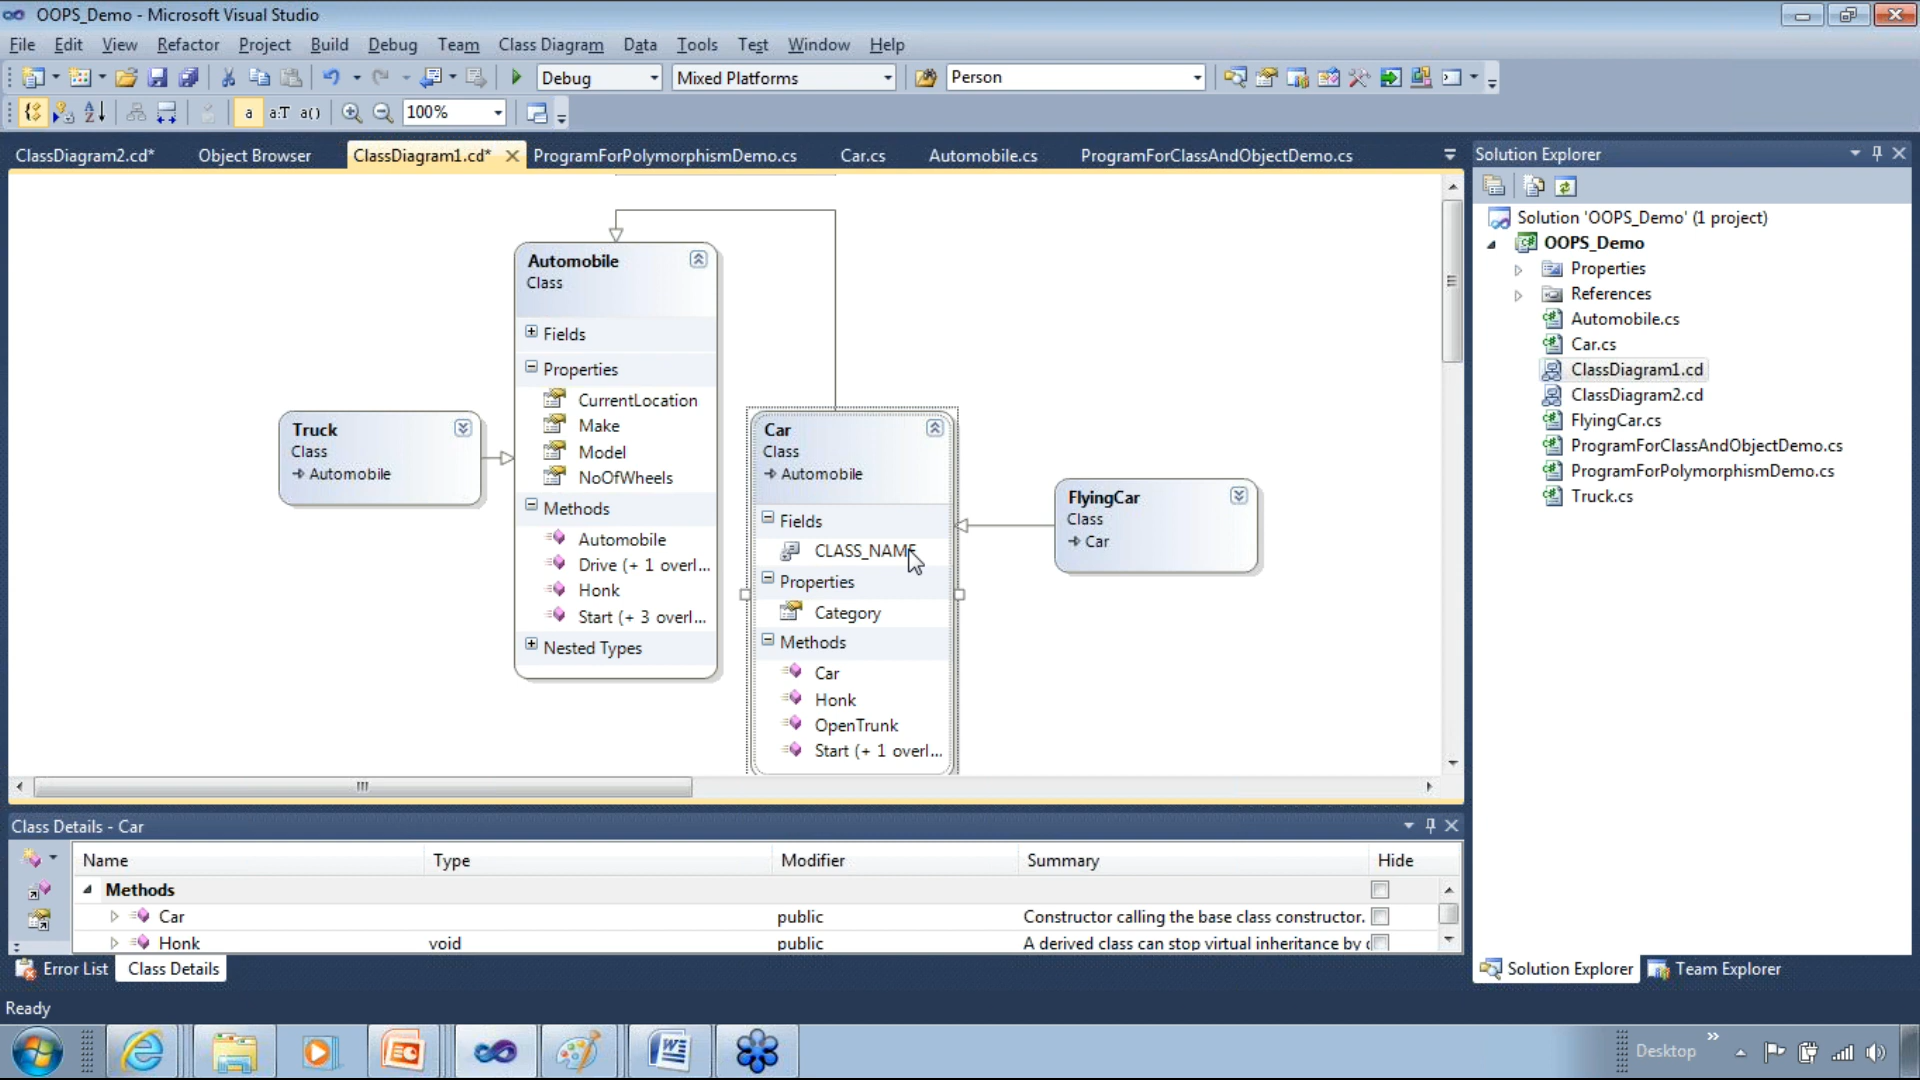 OOPS_Demo - Microsoft Visual Studio
File Edit View Refactor Project Build Debug Team Class Diagram Data Tools Test Window Help
Debug Mixed Platforms Person
a a:T a() 100%
ClassDiagram2.cd* Object Browser ClassDiagram1.cd* ProgramForPolymorphismDemo.cs Car.cs Automobile.cs ProgramForClassAndObjectDemo.cs
Automobile
Class
Fields
Properties
CurrentLocation
Make
Model
NoOfWheels
Methods
Automobile
Drive (+ 1 overl...
Honk
Start (+ 3 overl...
Nested Types
Truck
Class
Automobile
Car
Class
Automobile
Fields
CLASS_NAME
Properties
Category
Methods
Car
Honk
OpenTrunk
Start (+ 1 overl...
FlyingCar
Class
Car
Solution Explorer
Solution 'OOPS_Demo' (1 project)
OOPS_Demo
Properties
References
Automobile.cs
Car.cs
ClassDiagram1.cd
ClassDiagram2.cd
FlyingCar.cs
ProgramForClassAndObjectDemo.cs
ProgramForPolymorphismDemo.cs
Truck.cs
Class Details - Car
Name Type Modifier Summary Hide
Methods
Car public Constructor calling the base class constructor.
Honk void public A derived class can stop virtual inheritance by
Error List Class Details
Solution Explorer Team Explorer
Ready
Desktop